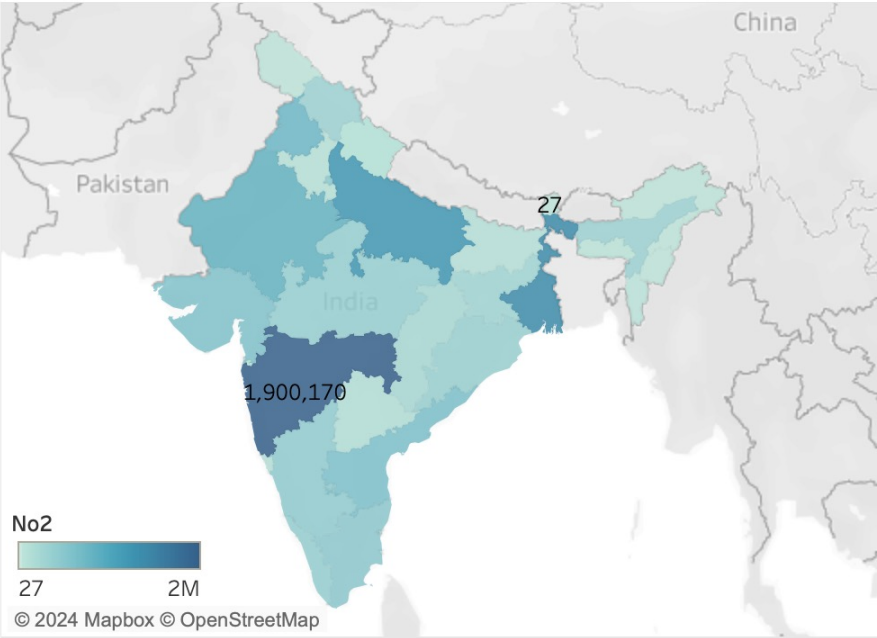 China
Pakistan
27
India
1,900,170
No2
27 2M
© 2024 Mapbox © OpenStreetMap